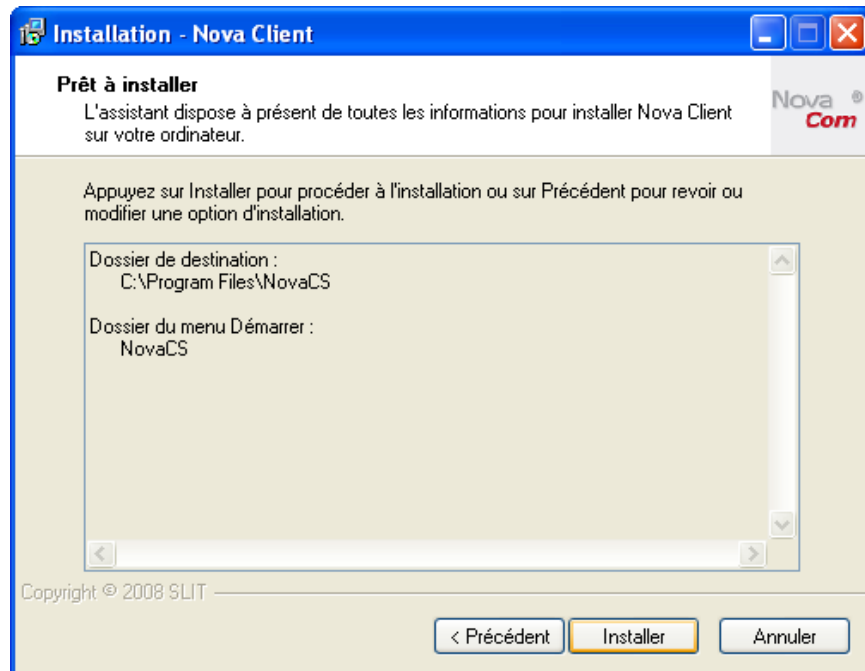 Installation - Nova Client
Prêt à installer
L'assistant dispose à présent de toutes les informations pour installer Nova Client
sur votre ordinateur.
Nova ®
Com
Appuyez sur Installer pour procéder à l'installation ou sur Précédent pour revoir ou
modifier une option d'installation.
Dossier de destination :
C:\Program Files\NovaCS
Dossier du menu Démarrer :
NovaCS
Copyright © 2008 SLIT
< Précédent
Installer
Annuler